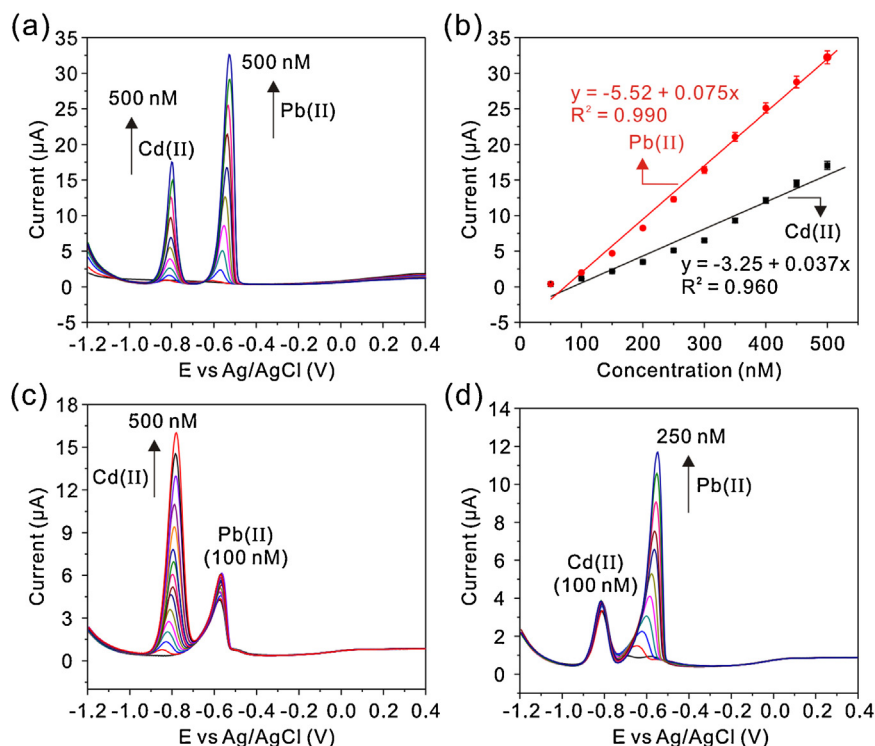 (a)
35
30
25
20
15
10
5
0
-5
Current (μA)
500 nM
Cd(II)
500 nM
Pb(II)
-1.2 -1.0 -0.8 -0.6 -0.4 -0.2 0.0 0.2 0.4
E vs Ag/AgCl (V)
(b)
35
30
25
20
15
10
5
0
-5
Current (μA)
y = -5.52 + 0.075x
R² = 0.990
Pb(II)
Cd(II)
y = -3.25 + 0.037x
R² = 0.960
0 100 200 300 400 500
Concentration (nM)
(c)
18
15
12
9
6
3
0
Current (μA)
500 nM
Cd(II)
Pb(II)
(100 nM)
-1.2 -1.0 -0.8 -0.6 -0.4 -0.2 0.0 0.2 0.4
E vs Ag/AgCl (V)
(d)
14
12
10
8
6
4
2
0
Current (μA)
250 nM
Pb(II)
Cd(II)
(100 nM)
-1.2 -1.0 -0.8 -0.6 -0.4 -0.2 0.0 0.2 0.4
E vs Ag/AgCl (V)